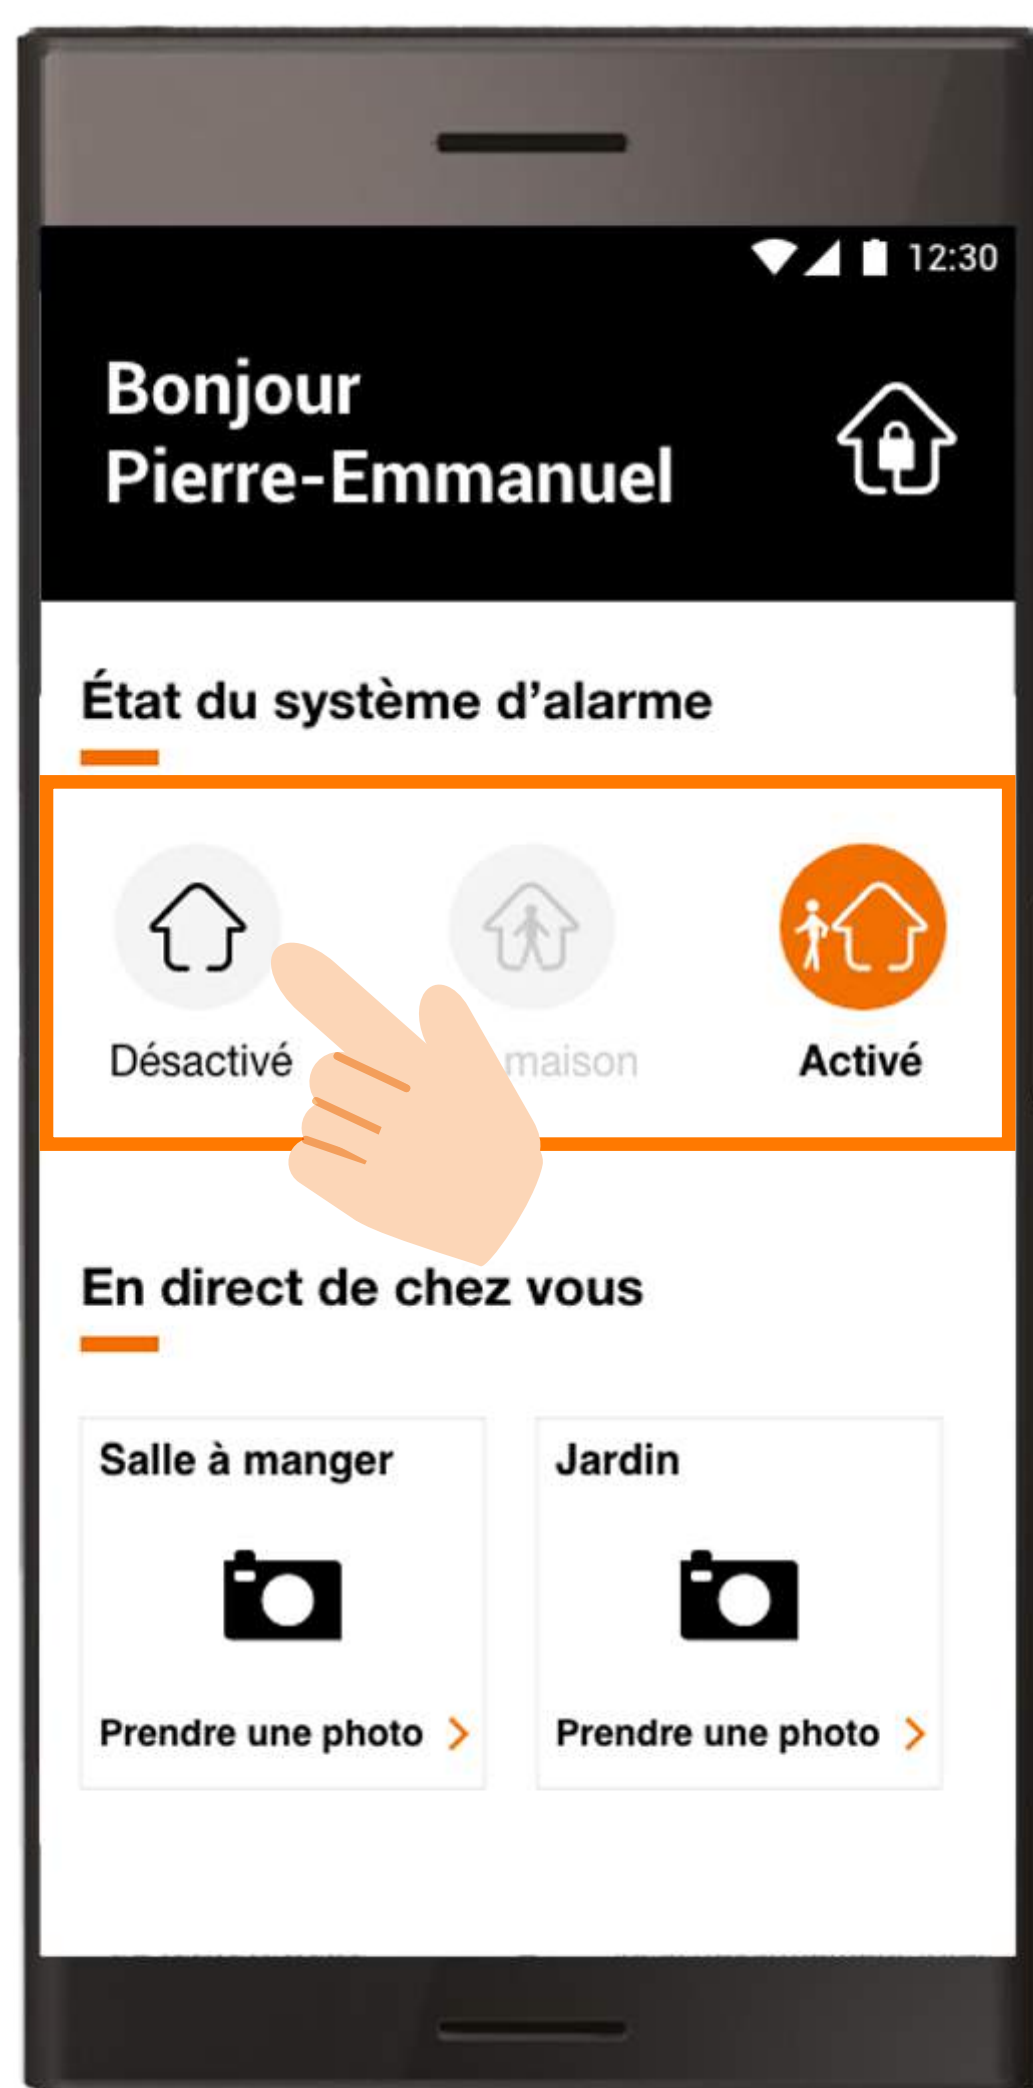 12:30
Bonjour
Pierre-Emmanuel
État du système d’alarme
Désactivé
maison
Activé
En direct de chez vous
Salle à manger
Jardin
Prendre une photo
Prendre une photo